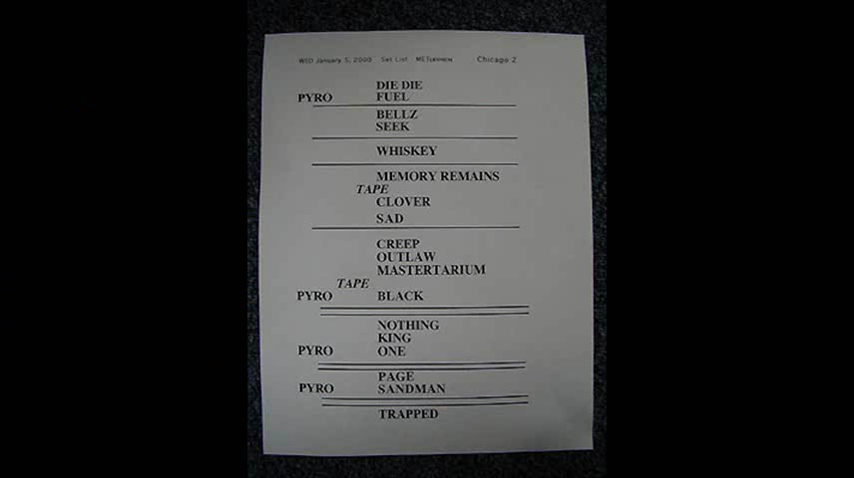 WED January 5, 2000 Set List Chicago 2
DIE DIE
PYRO FUEL
BELLZ
SEEK
WHISKEY
MEMORY REMAINS
TAPE
CLOVER
SAD
CREEP
OUTLAW
MASTERTARIUM
TAPE
PYRO BLACK
NOTHING
KING
PYRO ONE
PAGE
PYRO SANDMAN
TRAPPED